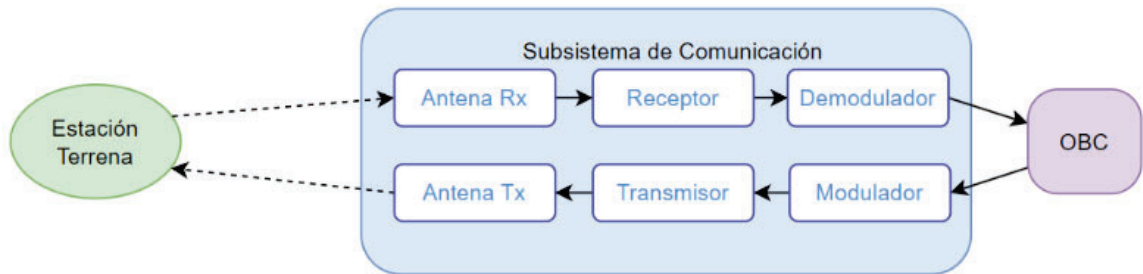 Subsistema de Comunicación
Estación
Terrena
Antena Rx
Receptor
Demodulador
OBC
Antena Tx
Transmisor
Modulador